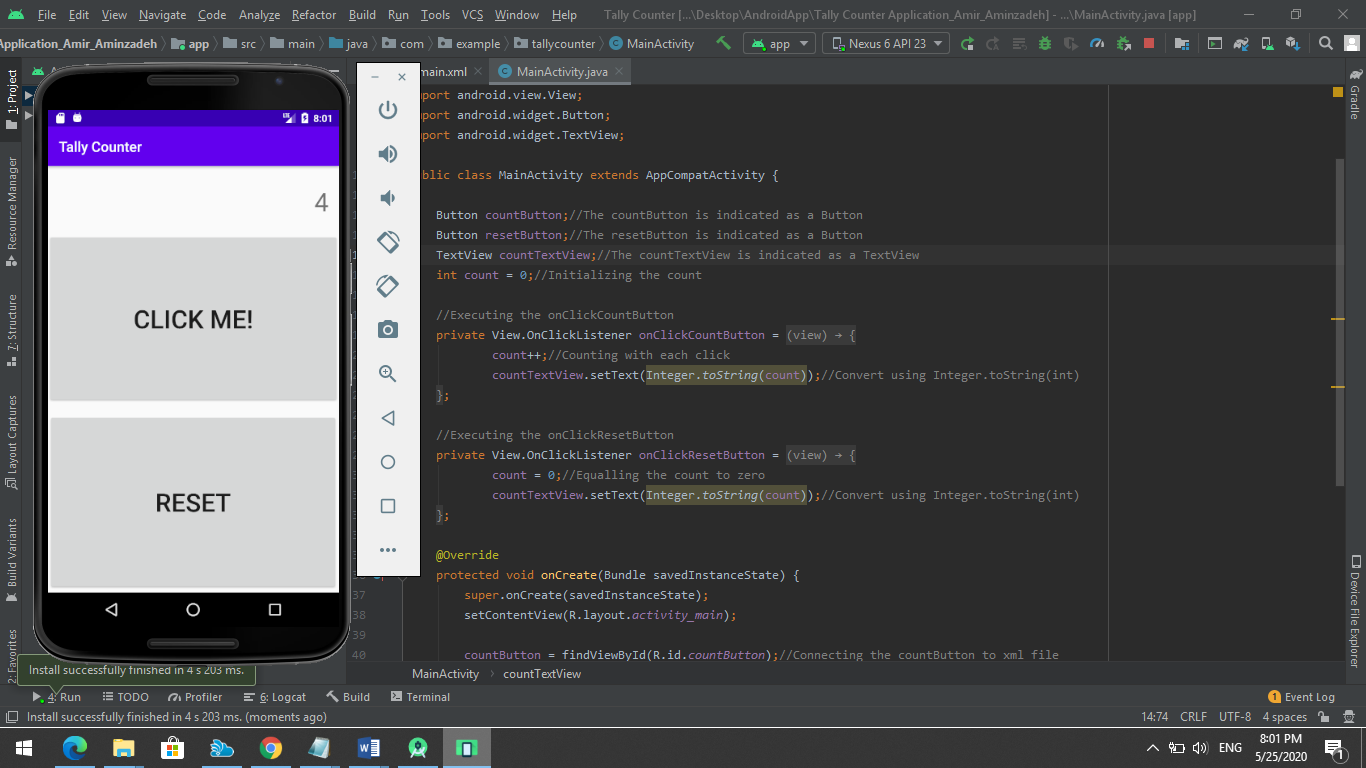 File Edit View Navigate Code Analyze Refactor Build Run Tools VCS Window Help Tally Counter [...\Desktop\AndroidApp\Tally Counter Application_Amir_Aminzadeh] - ...\MainActivity.java [app]
Application_Amir_Aminzadeh app src main java com example tallycounter MainActivity app Nexus 6 API 23
main.xml MainActivity.java
1: Project
Resource Manager
7: Structure
Layout Captures
Build Variants
2: Favorites
8:01
Tally Counter
4
CLICK ME!
RESET
port android.view.View;
port android.widget.Button;
port android.widget.TextView;
blic class MainActivity extends AppCompatActivity {
Button countButton;//The countButton is indicated as a Button
Button resetButton;//The resetButton is indicated as a Button
TextView countTextView;//The countTextView is indicated as a TextView
int count = 0;//Initializing the count
//Executing the onClickCountButton
private View.OnClickListener onClickCountButton = (view) → {
count++;//Counting with each click
countTextView.setText(Integer.toString(count));//Convert using Integer.toString(int)
};
//Executing the onClickResetButton
private View.OnClickListener onClickResetButton = (view) → {
count = 0;//Equalling the count to zero
countTextView.setText(Integer.toString(count));//Convert using Integer.toString(int)
};
@Override
protected void onCreate(Bundle savedInstanceState) {
37 super.onCreate(savedInstanceState);
38 setContentView(R.layout.activity_main);
39
40 countButton = findViewById(R.id.countButton);//Connecting the countButton to xml file
MainActivity › countTextView
Gradle
Device File Explorer
Install successfully finished in 4 s 203 ms.
4: Run TODO Profiler 6: Logcat Build Terminal 1 Event Log
Install successfully finished in 4 s 203 ms. (moments ago) 14:74 CRLF UTF-8 4 spaces
ENG 8:01 PM
5/25/2020 1